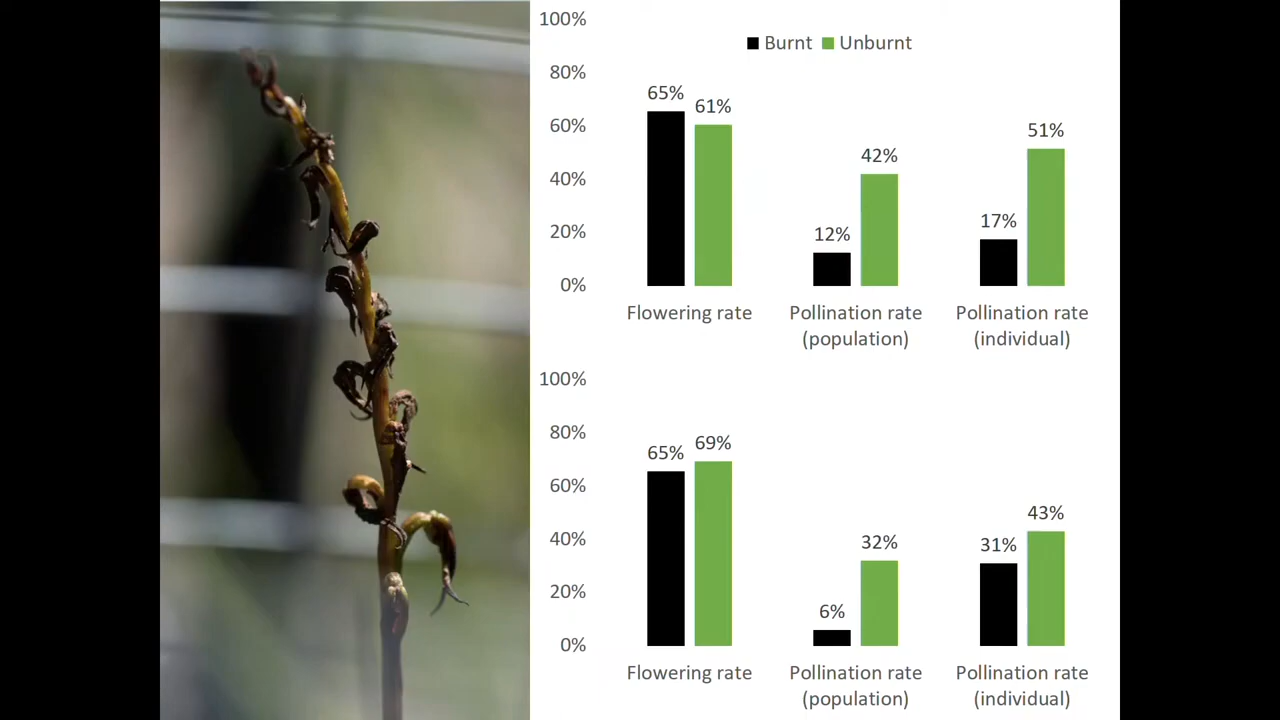 100%
Burnt Unburnt
80%
65% 61%
60%
51%
42%
40%
12%
17%
20%
0%
Flowering rate
Pollination rate
(population)
Pollination rate
(individual)
100%
80%
65% 69%
60%
40%
32%
31% 43%
20%
6%
0%
Flowering rate
Pollination rate
(population)
Pollination rate
(individual)